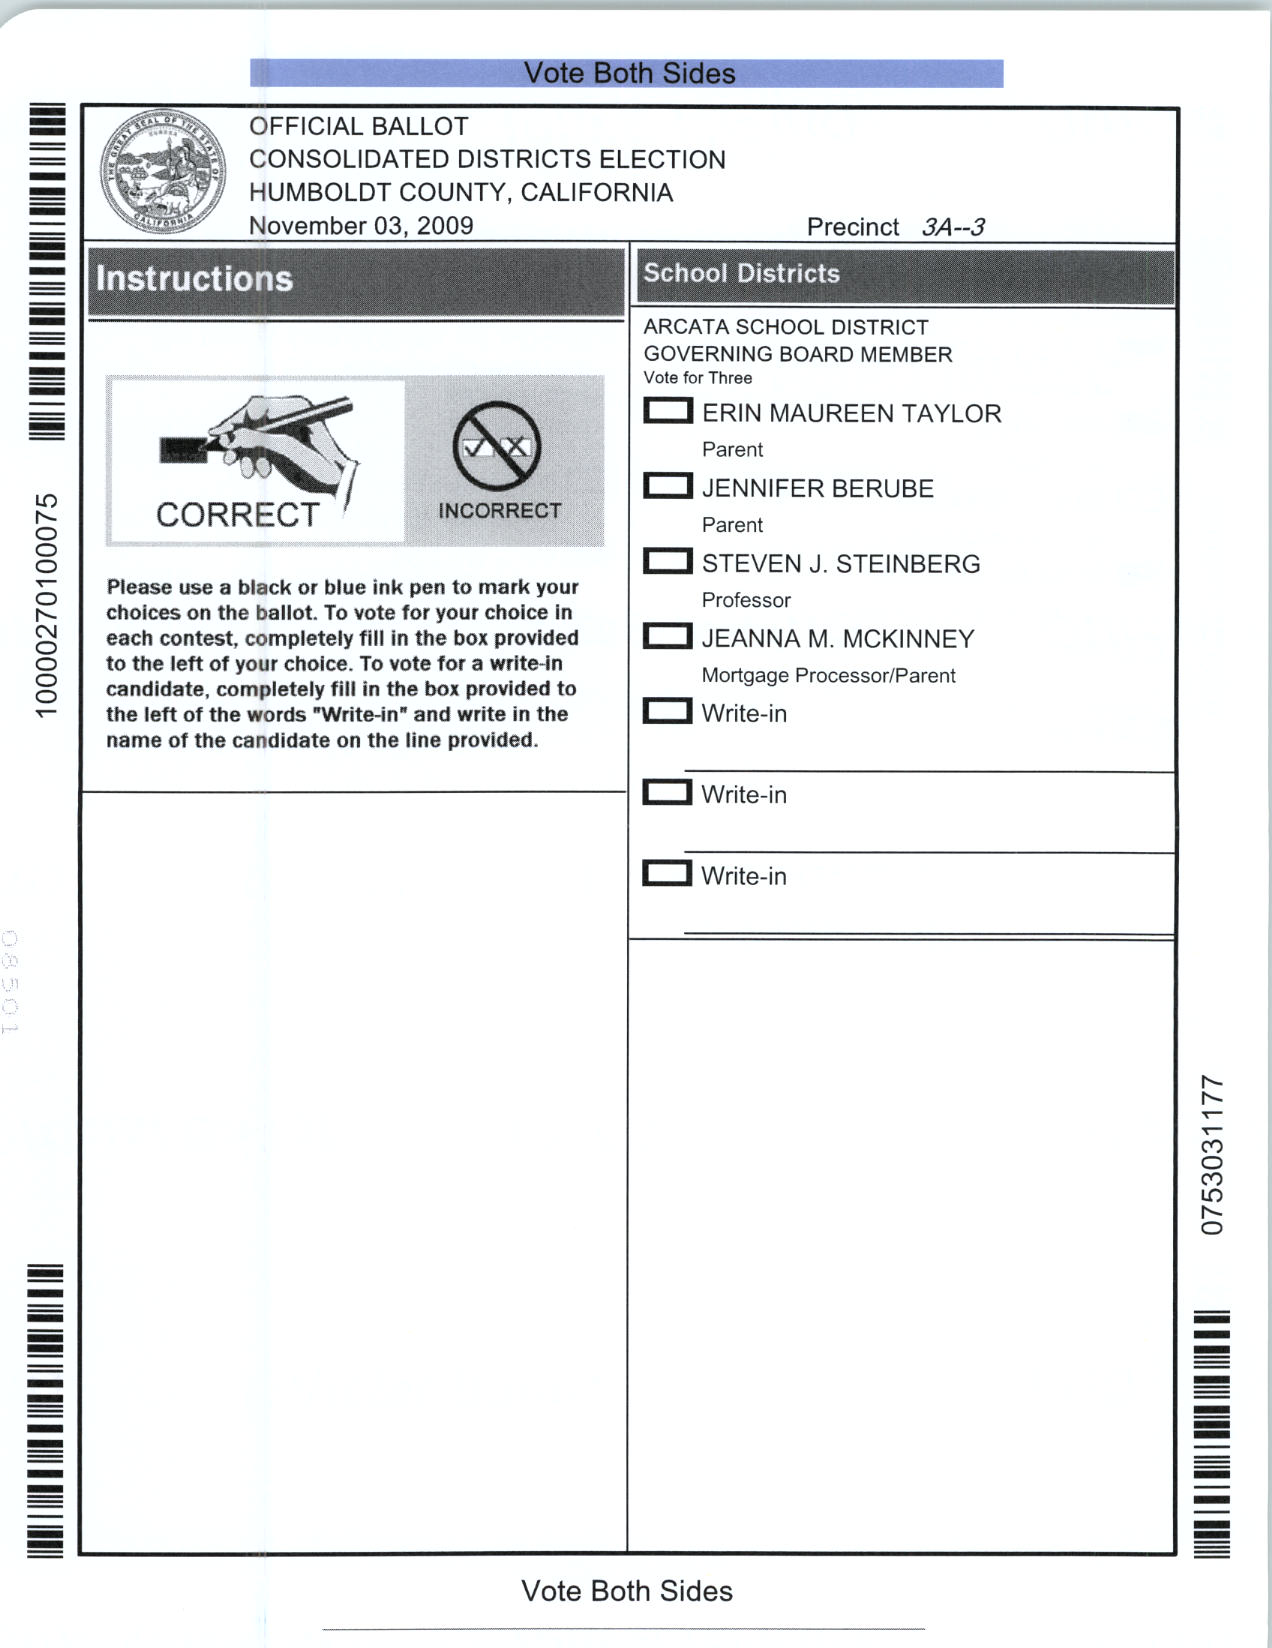 Vote Both Sides
OFFICIAL BALLOT
CONSOLIDATED DISTRICTS ELECTION
HUMBOLDT COUNTY, CALIFORNIA
November 03, 2009
Precinct 3A--3
THE GREAT SEAL OF THE STATE OF CALIFORNIA
EUREKA
Instructions
CORRECT
INCORRECT
Please use a black or blue ink pen to mark your
choices on the ballot. To vote for your choice in
each contest, completely fill in the box provided
to the left of your choice. To vote for a write-in
candidate, completely fill in the box provided to
the left of the words "Write-in" and write in the
name of the candidate on the line provided.
School Districts
ARCATA SCHOOL DISTRICT
GOVERNING BOARD MEMBER
Vote for Three
ERIN MAUREEN TAYLOR
Parent
JENNIFER BERUBE
Parent
STEVEN J. STEINBERG
Professor
JEANNA M. MCKINNEY
Mortgage Processor/Parent
Write-in
Write-in
Write-in
10000270100075
0753031177
Vote Both Sides